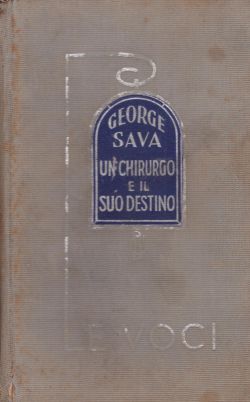 GEORGE
SAVA
UN CHIRURGO
E IL
SUO DESTINO
S
LE VOCI